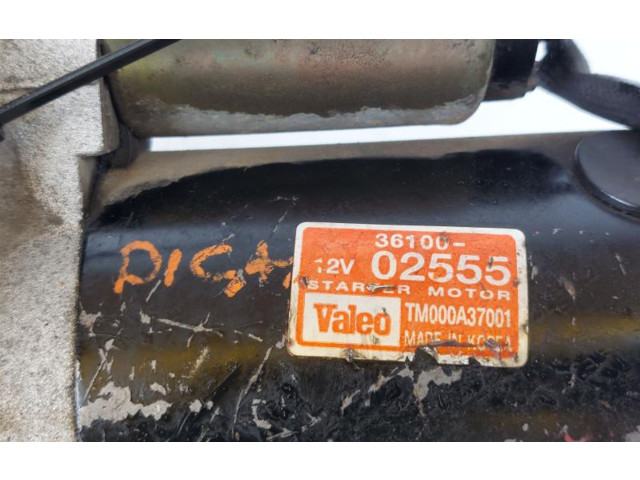 36100-
12V 02555
STARTER MOTOR
Valeo TM000A37001
MADE IN KOREA